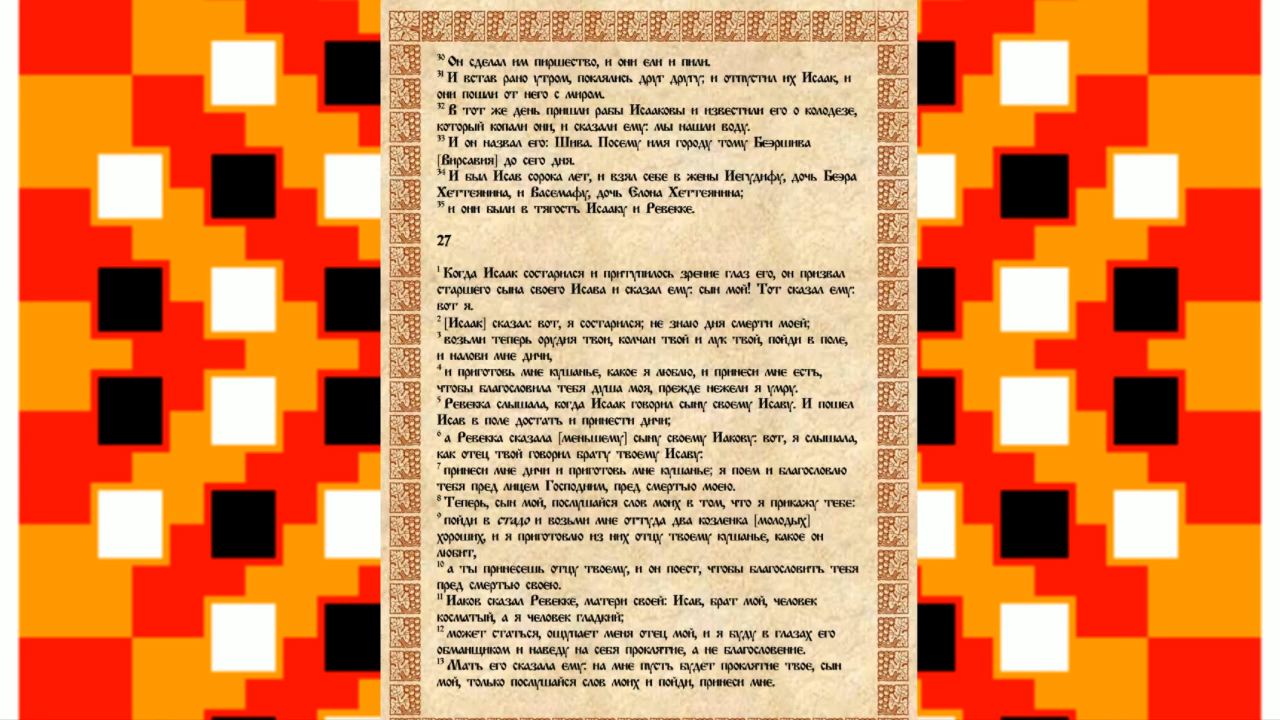 30 Он сделал им пиршество, и они ели и пили.
31 И встав рано утром, поклялись друг другу; и отпустил их Исаак, и
они пошли от него с миром.
32 В тот же день пришли рабы Исааковы и известили его о колодезе,
который копали они, и сказали ему: мы нашли воду.
33 И он назвал его: Шива. Посему имя городу тому Беэршива
[Вирсавия] до сего дня.
34 И был Исав сорока лет, и взял себе в жены Иегудифу, дочь Беэра
Хеттеянина, и Васемафу, дочь Елона Хеттеянина;
35 и они были в тягость Исааку и Ревекке.
27
1 Когда Исаак состарился и притупилось зрение глаз его, он призвал
старшего сына своего Исава и сказал ему: сын мой! Тот сказал ему:
вот я.
2 [Исаак] сказал: вот, я состарился; не знаю дня смерти моей;
3 возьми теперь орудия твои, колчан твой и лук твой, пойди в поле,
и налови мне дичи,
4 и приготовь мне кушанье, какое я люблю, и принеси мне есть,
чтобы благословила тебя душа моя, прежде нежели я умру.
5 Ревекка слышала, когда Исаак говорил сыну своему Исаву. И пошел
Исав в поле достать и принести дичи;
6 а Ревекка сказала [меньшему] сыну своему Иакову: вот, я слышала,
как отец твой говорил брату твоему Исаву:
7 принеси мне дичи и приготовь мне кушанье; я поем и благословлю
тебя пред лицем Господним, пред смертью моею.
8 Теперь, сын мой, послушайся слов моих в том, что я прикажу тебе:
9 пойди в стадо и возьми мне оттуда два козленка [молодых]
хороших, и я приготовлю из них отцу твоему кушанье, какое он
любит,
10 а ты принесешь отцу твоему, и он поест, чтобы благословить тебя
пред смертью своею.
11 Иаков сказал Ревекке, матери своей: Исав, брат мой, человек
косматый, а я человек гладкий;
12 может статься, ощупает меня отец мой, и я буду в глазах его
обманщиком и наведу на себя проклятие, а не благословение.
13 Мать его сказала ему: на мне пусть будет проклятие твое, сын
мой, только послушайся слов моих и пойди, принеси мне.